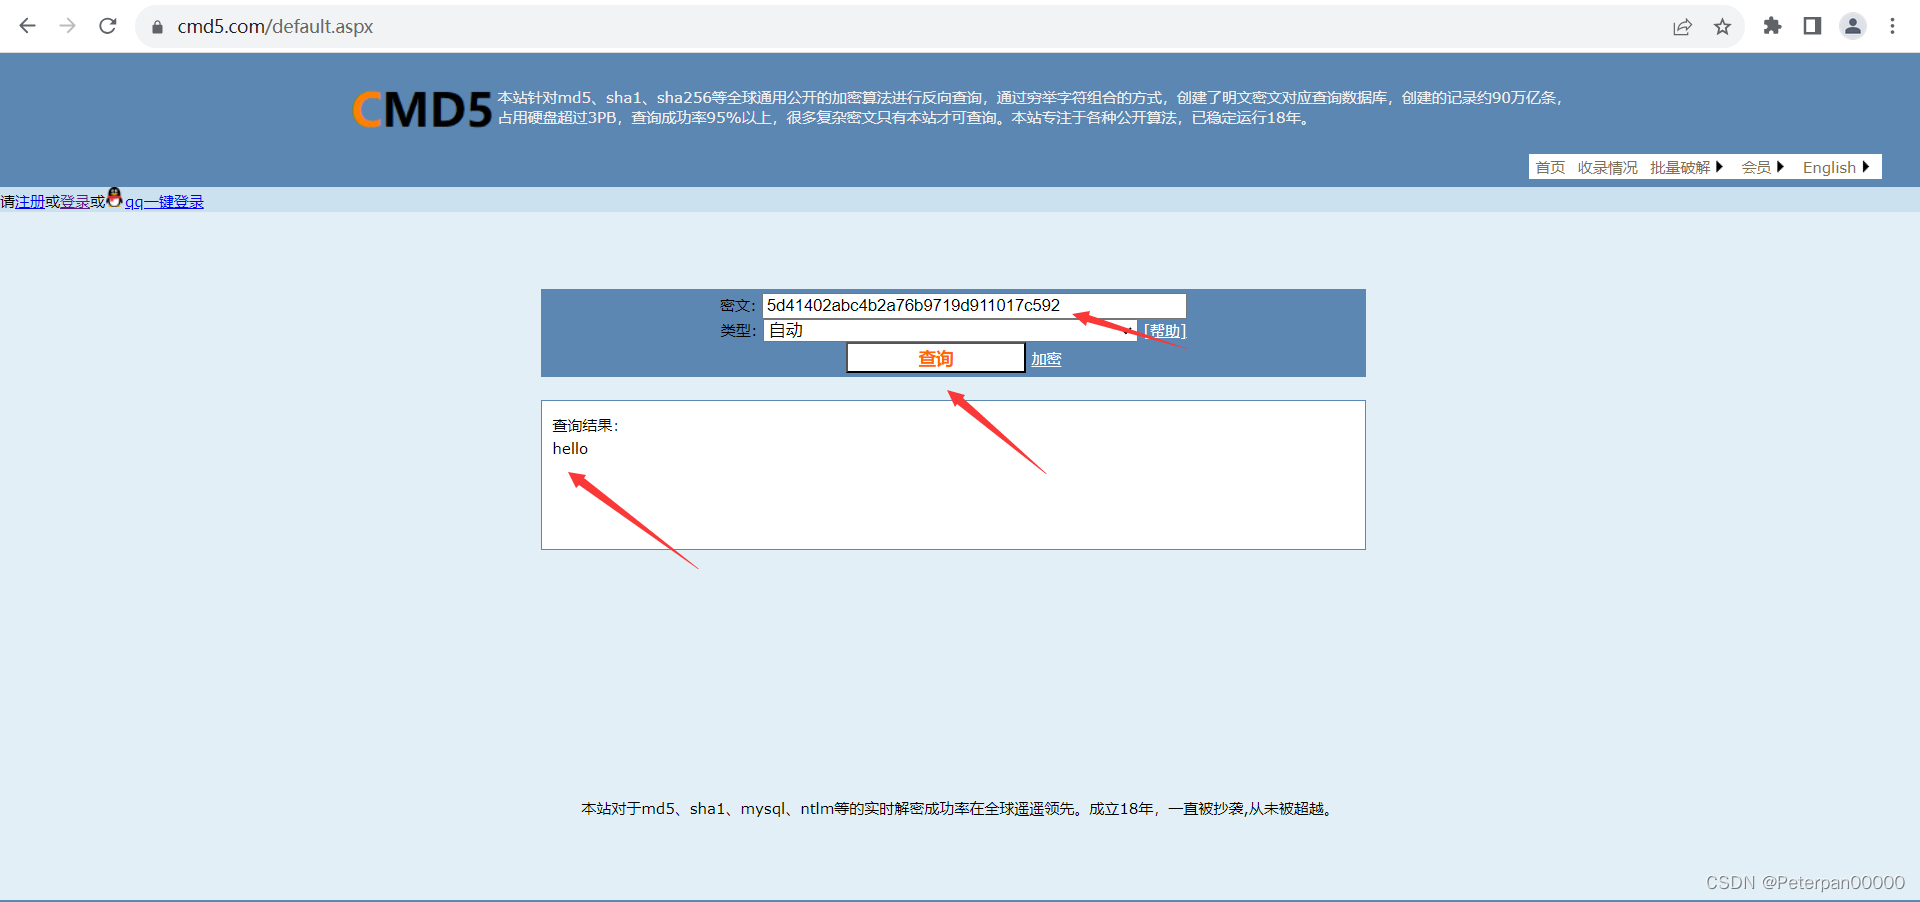 cmd5.com/default.aspx
CMD5
本站针对md5、sha1、sha256等全球通用公开的加密算法进行反向查询，通过穷举字符组合的方式，创建了明文密文对应查询数据库，创建的记录约90万亿条，
占用硬盘超过3PB，查询成功率95%以上，很多复杂密文只有本站才可查询。本站专注于各种公开算法，已稳定运行18年。
首页 收录情况 批量破解 会员 English
请注册或登录或qq一键登录
密文: 5d41402abc4b2a76b9719d911017c592
类型: 自动 [帮助]
查询 加密
查询结果:
hello
本站对于md5、sha1、mysql、ntlm等的实时解密成功率在全球遥遥领先。成立18年，一直被抄袭,从未被超越。
CSDN @Peterpan00000